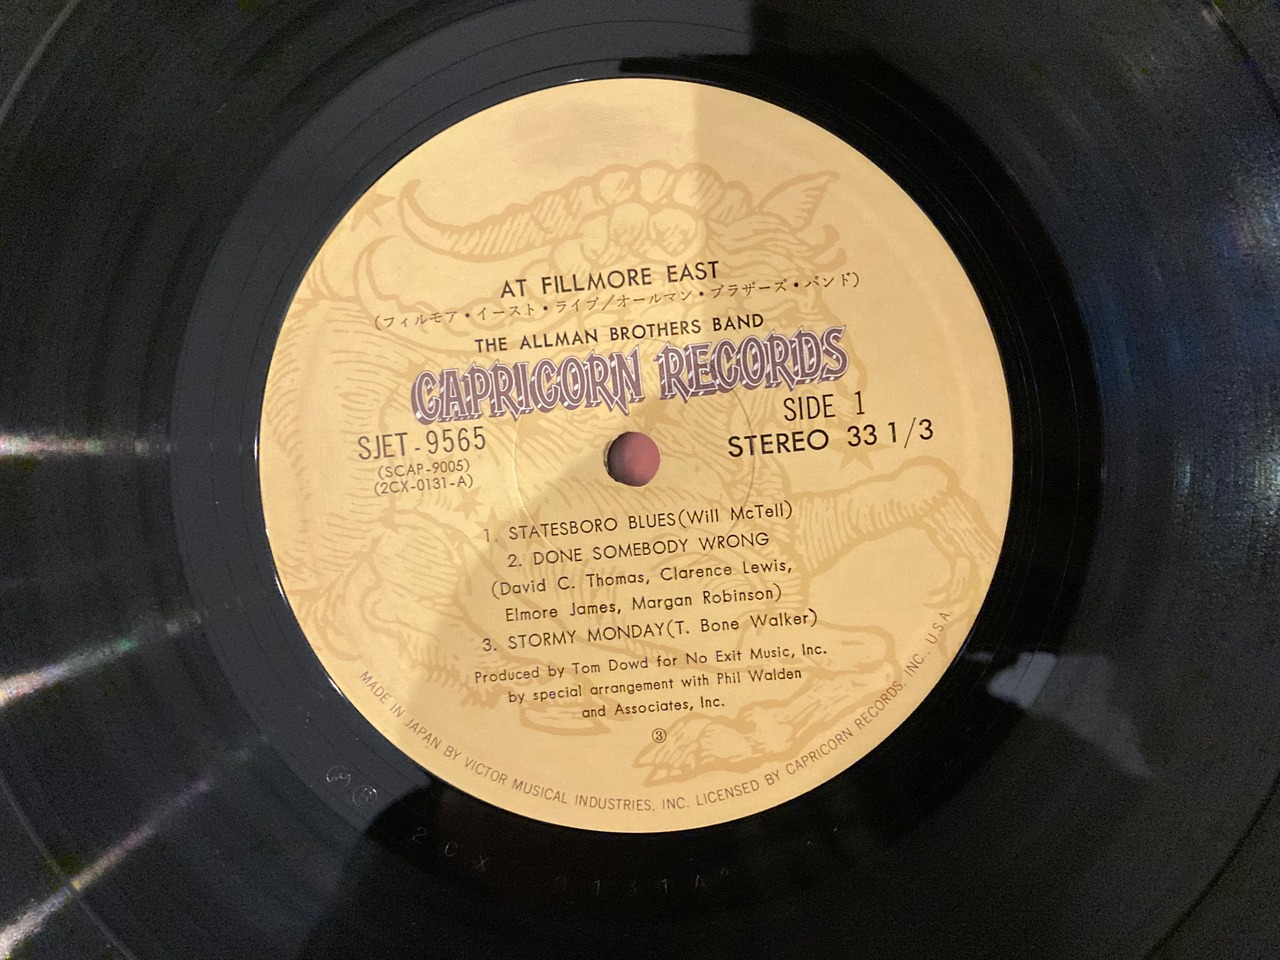 AT FILLMORE EAST
(フィルモア・イースト・ライブ/オールマン・ブラザーズ・バンド)
THE ALLMAN BROTHERS BAND
CAPRICORN RECORDS
SJET-9565
(SCAP-9005)
(2CX-0131-A)
SIDE 1
STEREO 33 1/3
1. STATESBORO BLUES(Will McTell)
2. DONE SOMEBODY WRONG
(David C. Thomas, Clarence Lewis,
Elmore James, Margan Robinson)
3. STORMY MONDAY(T. Bone Walker)
Produced by Tom Dowd for No Exit Music, Inc.
by special arrangement with Phil Walden
and Associates, Inc.
③
MADE IN JAPAN BY VICTOR MUSICAL INDUSTRIES, INC. LICENSED BY CAPRICORN RECORDS, INC., U.S.A.
2CX 0131A